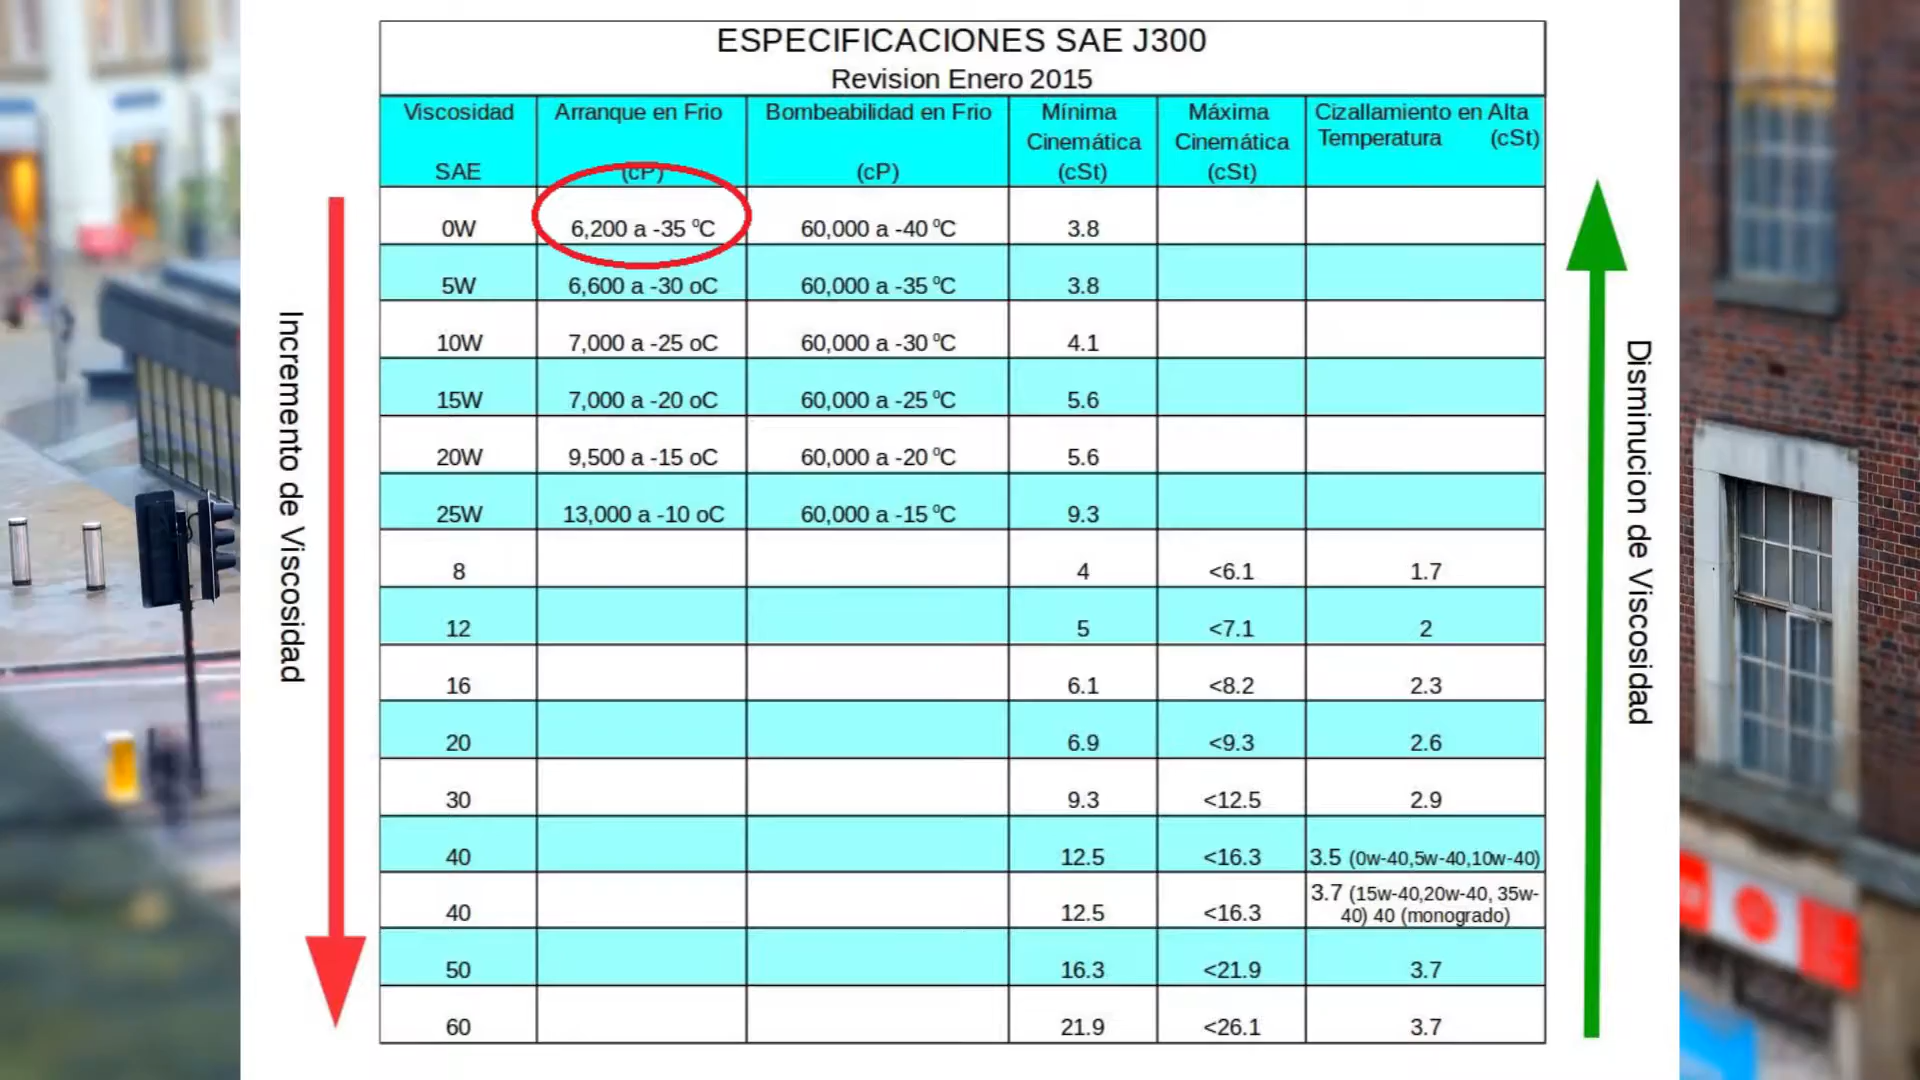 ESPECIFICACIONES SAE J300
Revision Enero 2015
Viscosidad SAE | Arranque en Frio (cP) | Bombeabilidad en Frio (cP) | Mínima Cinemática (cSt) | Máxima Cinemática (cSt) | Cizallamiento en Alta Temperatura (cSt)
0W | 6,200 a -35 ºC | 60,000 a -40 ºC | 3.8
5W | 6,600 a -30 oC | 60,000 a -35 ºC | 3.8
10W | 7,000 a -25 oC | 60,000 a -30 ºC | 4.1
15W | 7,000 a -20 oC | 60,000 a -25 ºC | 5.6
20W | 9,500 a -15 oC | 60,000 a -20 ºC | 5.6
25W | 13,000 a -10 oC | 60,000 a -15 ºC | 9.3
8 | 4 | <6.1 | 1.7
12 | 5 | <7.1 | 2
16 | 6.1 | <8.2 | 2.3
20 | 6.9 | <9.3 | 2.6
30 | 9.3 | <12.5 | 2.9
40 | 12.5 | <16.3 | 3.5 (0w-40,5w-40,10w-40)
40 | 12.5 | <16.3 | 3.7 (15w-40,20w-40, 35w-40) 40 (monogrado)
50 | 16.3 | <21.9 | 3.7
60 | 21.9 | <26.1 | 3.7
Incremento de Viscosidad
Disminucion de Viscosidad